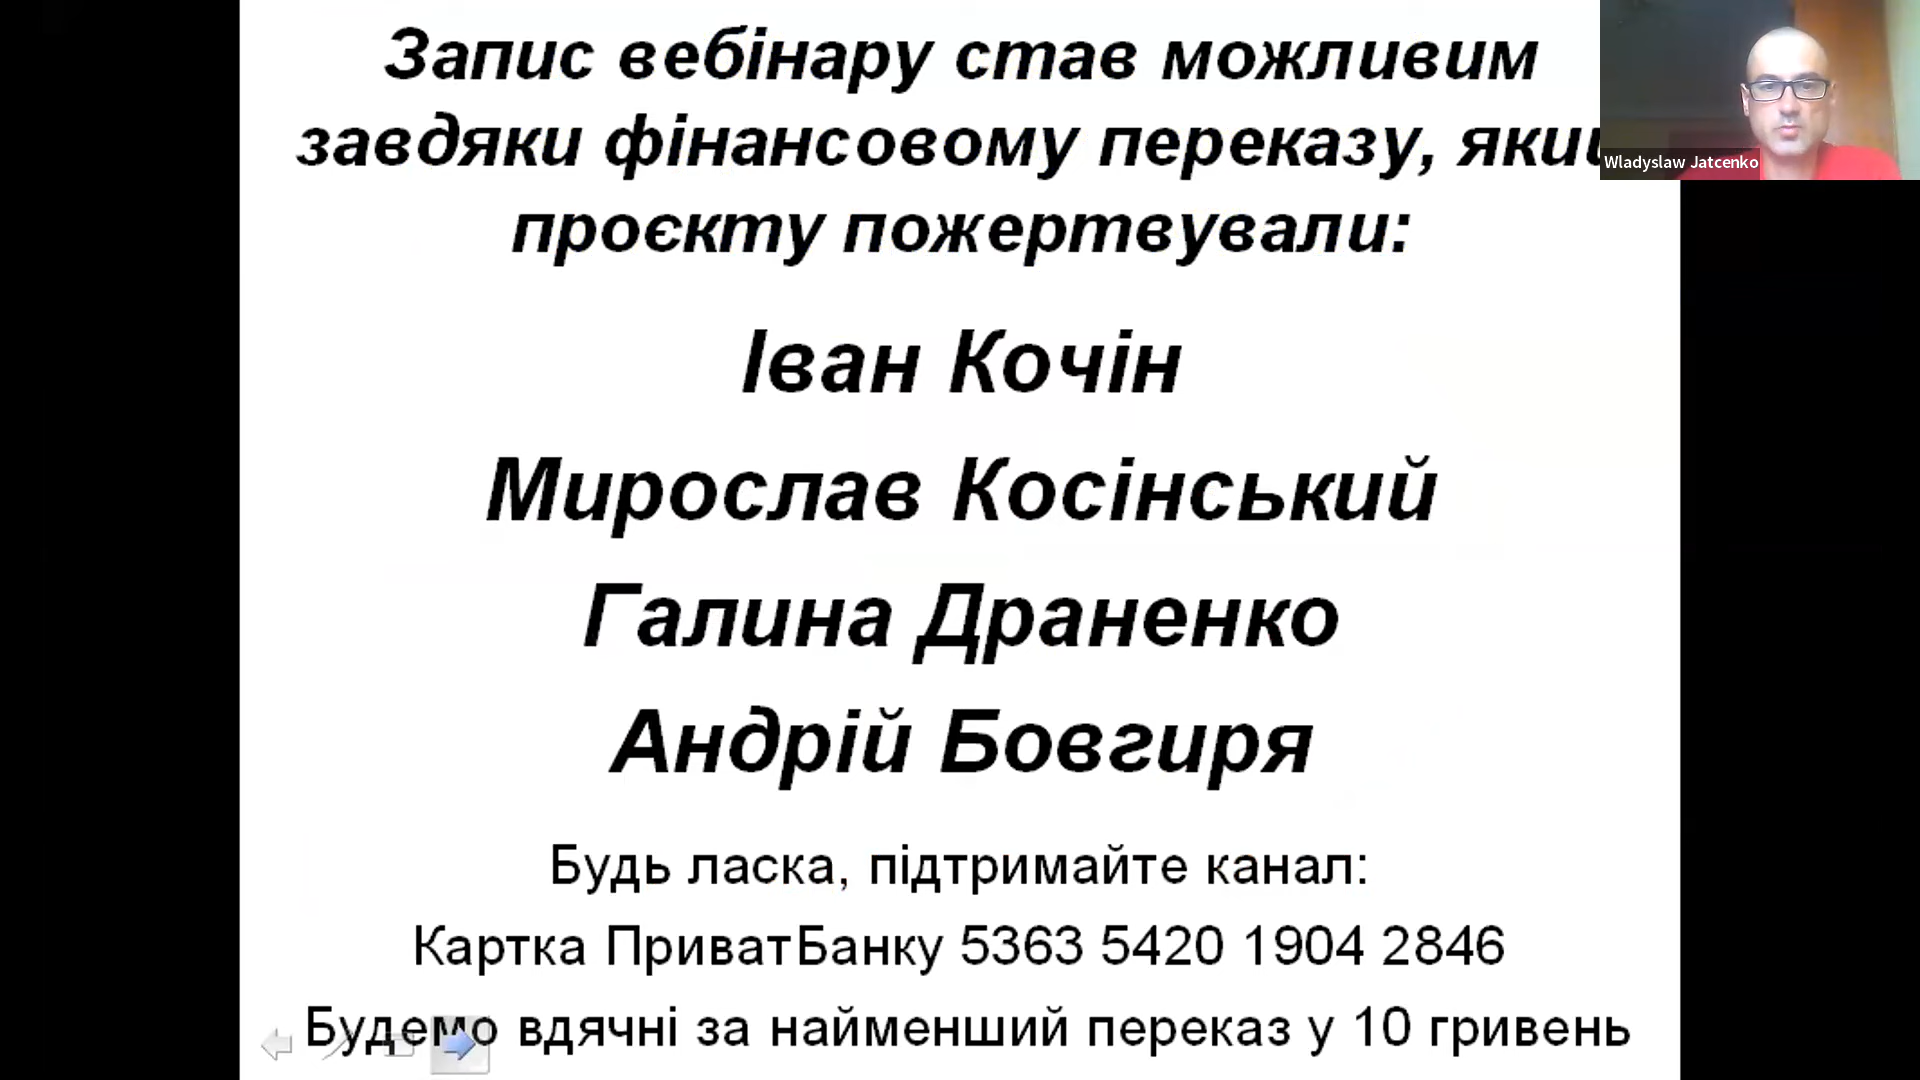 Запис вебінару став можливим
завдяки фінансовому переказу, який
проєкту пожертвували:
Іван Кочін
Мирослав Косінський
Галина Драненко
Андрій Бовгиря
Будь ласка, підтримайте канал:
Картка ПриватБанку 5363 5420 1904 2846
Будемо вдячні за найменший переказ у 10 гривень
Wladyslaw Jatcenko